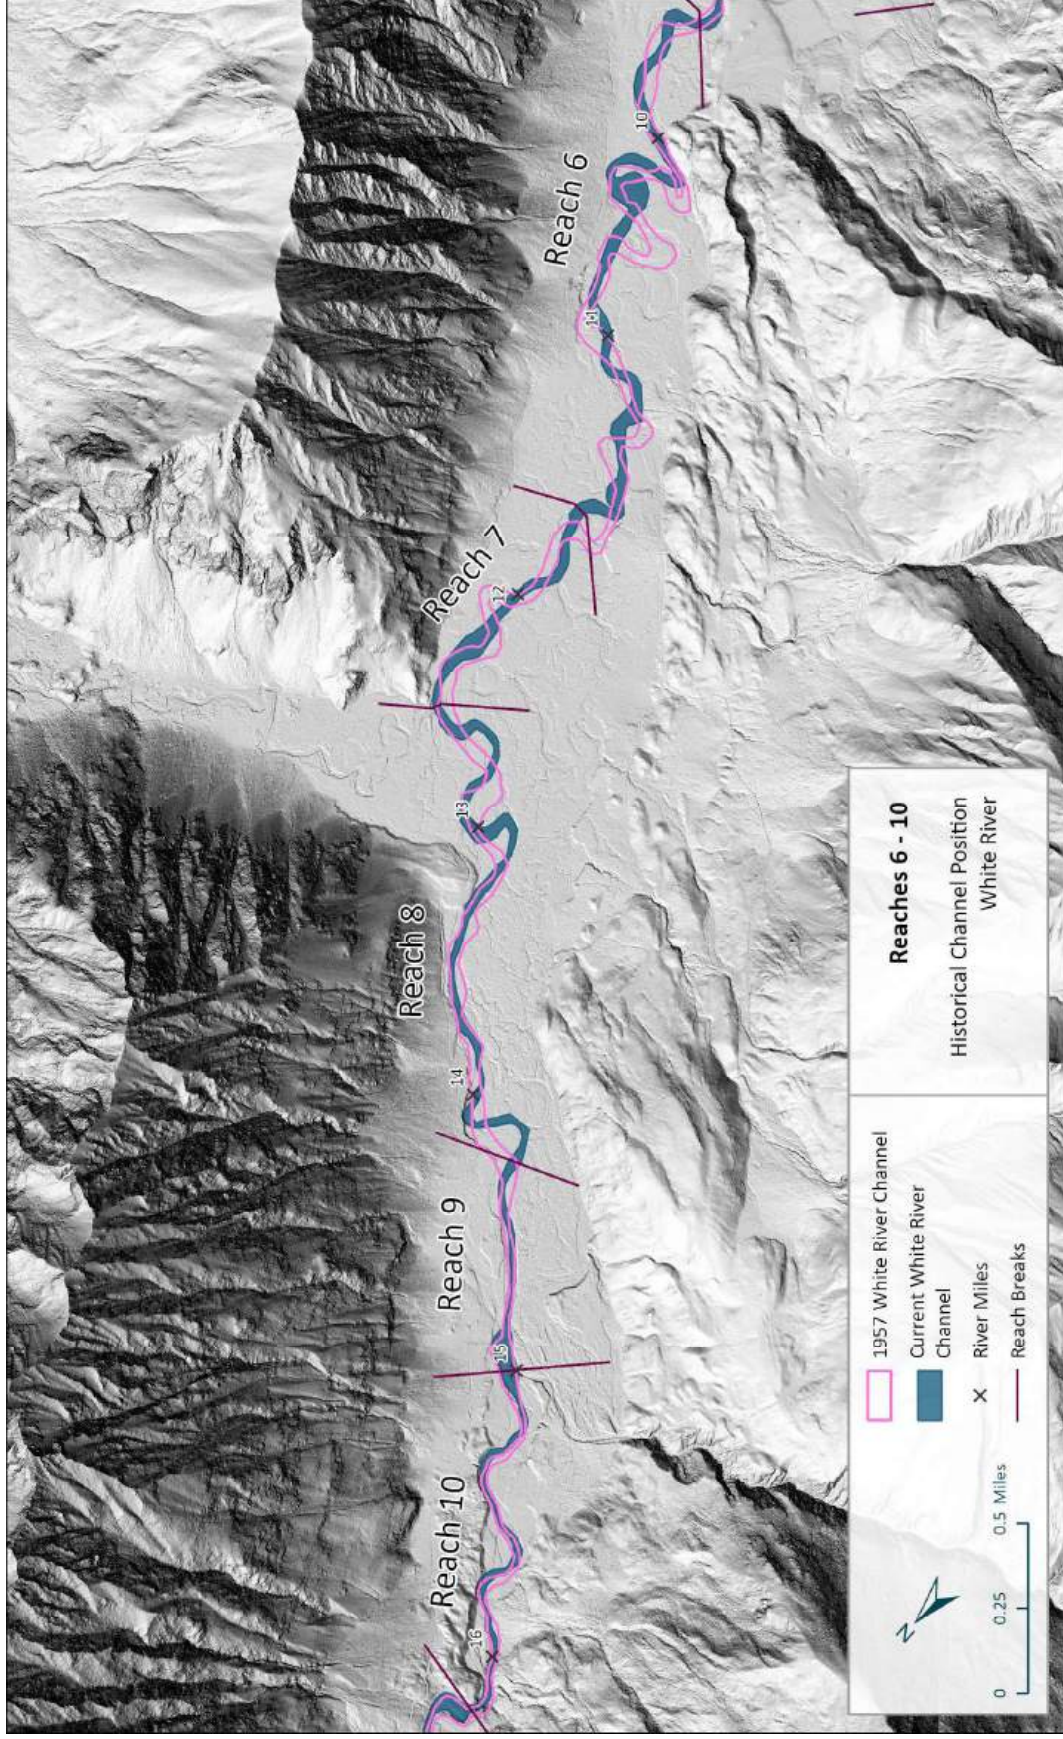 Reach 6
Reach 7
Reach 8
Reach 9
Reach 10
10
11
12
13
14
15
16
Reaches 6 - 10
Historical Channel Position
White River
1957 White River Channel
Current White River
Channel
River Miles
Reach Breaks
N
0 0.25 0.5 Miles